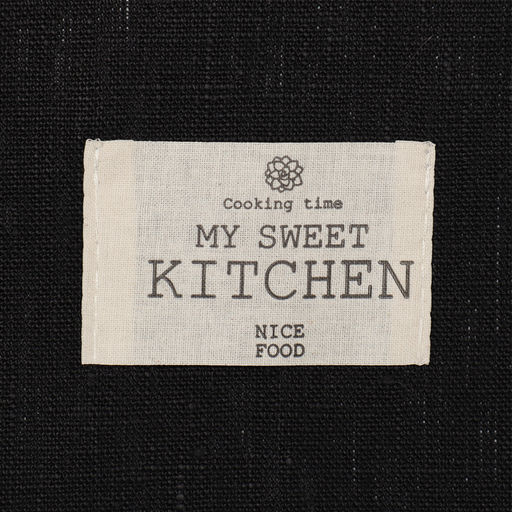 Cooking time
MY SWEET
KITCHEN
NICE
FOOD